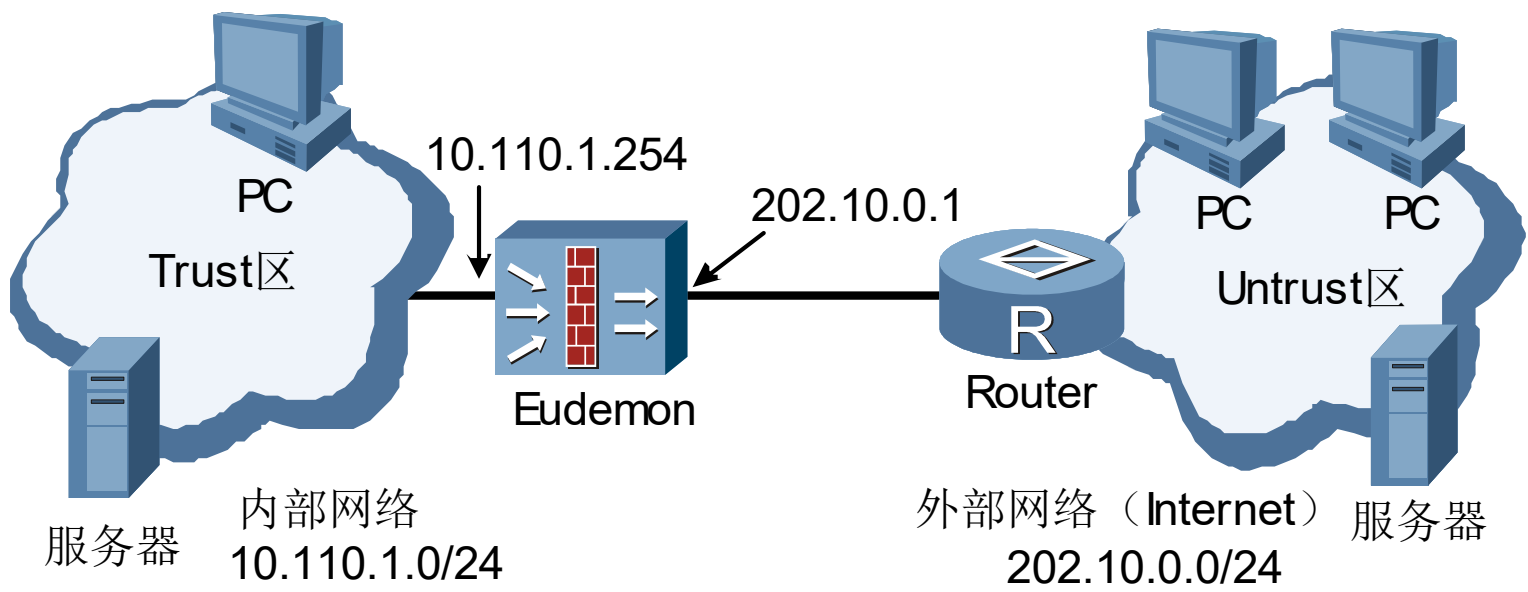 10.110.1.254
202.10.0.1
PC
PC
PC
Trust区
Untrust区
R
Eudemon
Router
服务器
内部网络
10.110.1.0/24
外部网络（Internet）
202.10.0.0/24
服务器